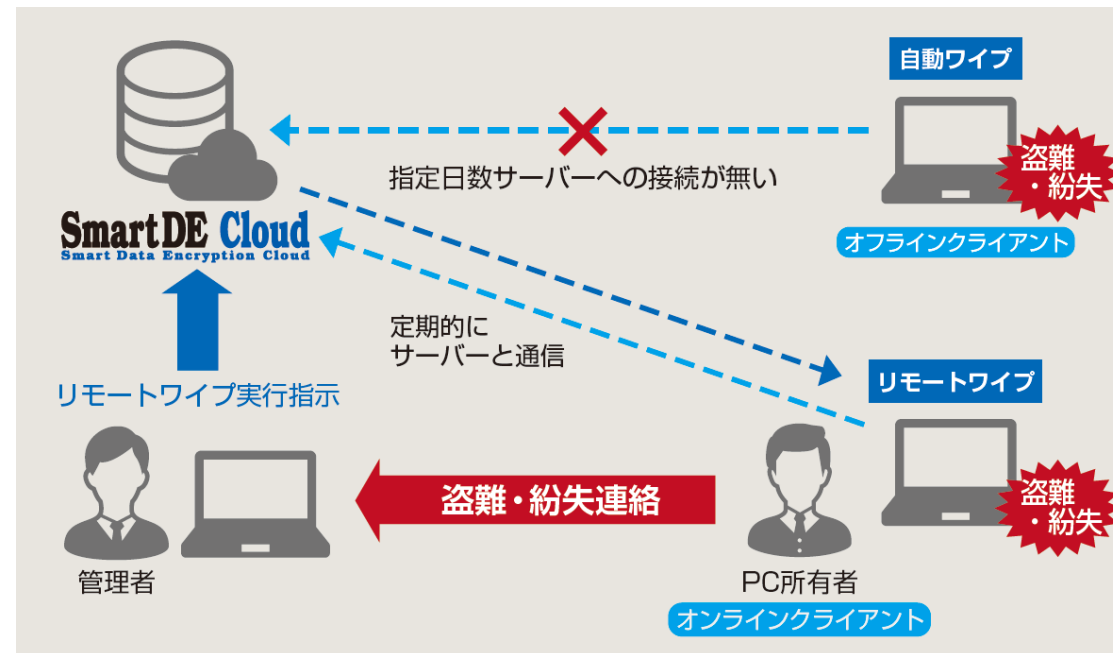 自動ワイプ
盗難
・紛失
指定日数サーバーへの接続が無い
オフラインクライアント
SmartDE Cloud
Smart Data Encryption Cloud
定期的に
サーバーと通信
リモートワイプ
リモートワイプ実行指示
盗難・紛失連絡
盗難
・紛失
管理者
PC所有者
オンラインクライアント